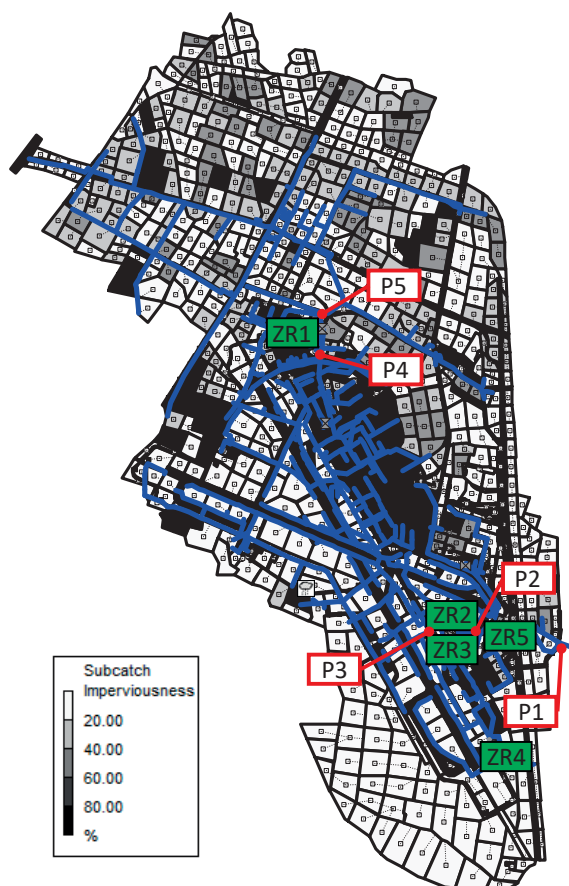 P5
ZR1
P4
P2
ZR2
ZR5
ZR3
P3
P1
ZR4
Subcatch
Imperviousness
20.00
40.00
60.00
80.00
%